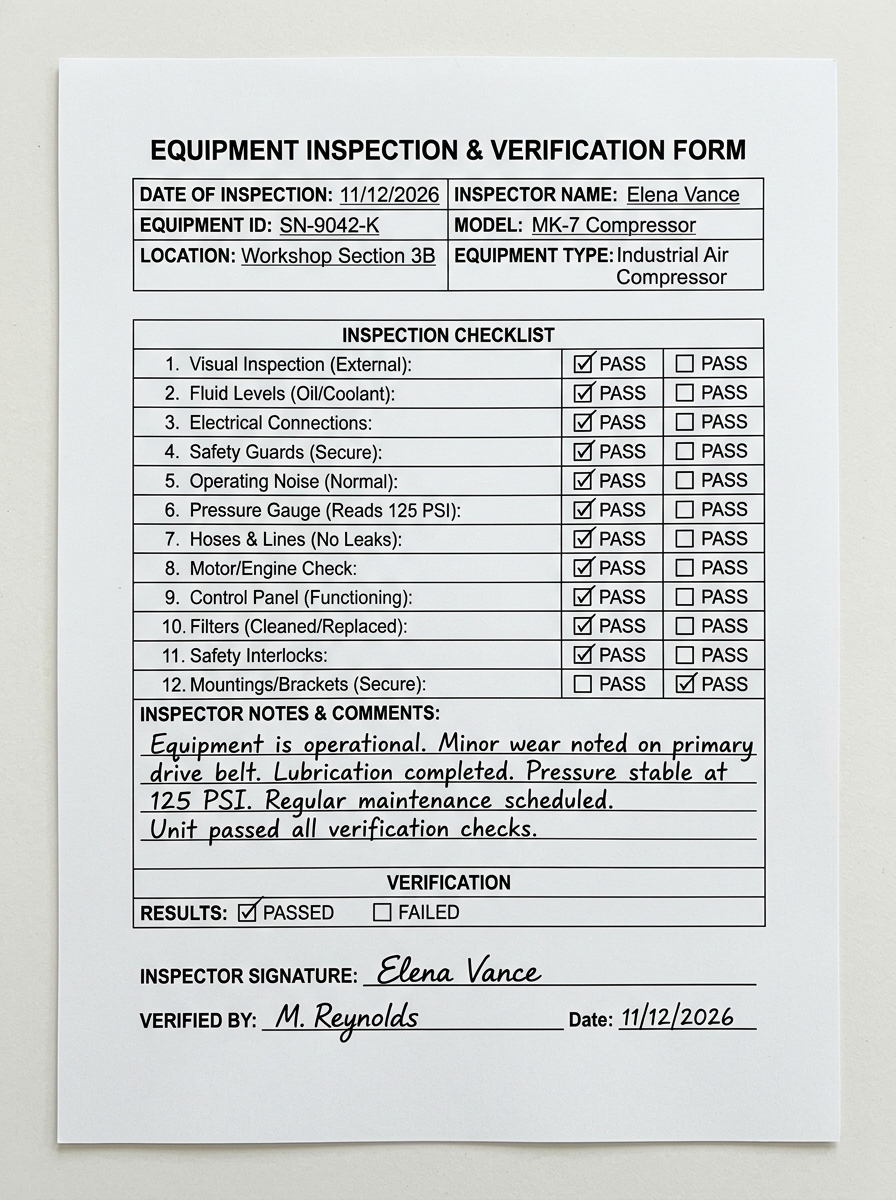 EQUIPMENT INSPECTION & VERIFICATION FORM
DATE OF INSPECTION: 11/12/2026 INSPECTOR NAME: Elena Vance
EQUIPMENT ID: SN-9042-K MODEL: MK-7 Compressor
LOCATION: Workshop Section 3B EQUIPMENT TYPE: Industrial Air
Compressor
INSPECTION CHECKLIST
1. Visual Inspection (External): ☑ PASS ☐ PASS
2. Fluid Levels (Oil/Coolant): ☑ PASS ☐ PASS
3. Electrical Connections: ☑ PASS ☐ PASS
4. Safety Guards (Secure): ☑ PASS ☐ PASS
5. Operating Noise (Normal): ☑ PASS ☐ PASS
6. Pressure Gauge (Reads 125 PSI): ☑ PASS ☐ PASS
7. Hoses & Lines (No Leaks): ☑ PASS ☐ PASS
8. Motor/Engine Check: ☑ PASS ☐ PASS
9. Control Panel (Functioning): ☑ PASS ☐ PASS
10. Filters (Cleaned/Replaced): ☑ PASS ☐ PASS
11. Safety Interlocks: ☑ PASS ☐ PASS
12. Mountings/Brackets (Secure): ☐ PASS ☑ PASS
INSPECTOR NOTES & COMMENTS:
Equipment is operational. Minor wear noted on primary
drive belt. Lubrication completed. Pressure stable at
125 PSI. Regular maintenance scheduled.
Unit passed all verification checks.
VERIFICATION
RESULTS: ☑ PASSED ☐ FAILED
INSPECTOR SIGNATURE: Elena Vance
VERIFIED BY: M. Reynolds Date: 11/12/2026